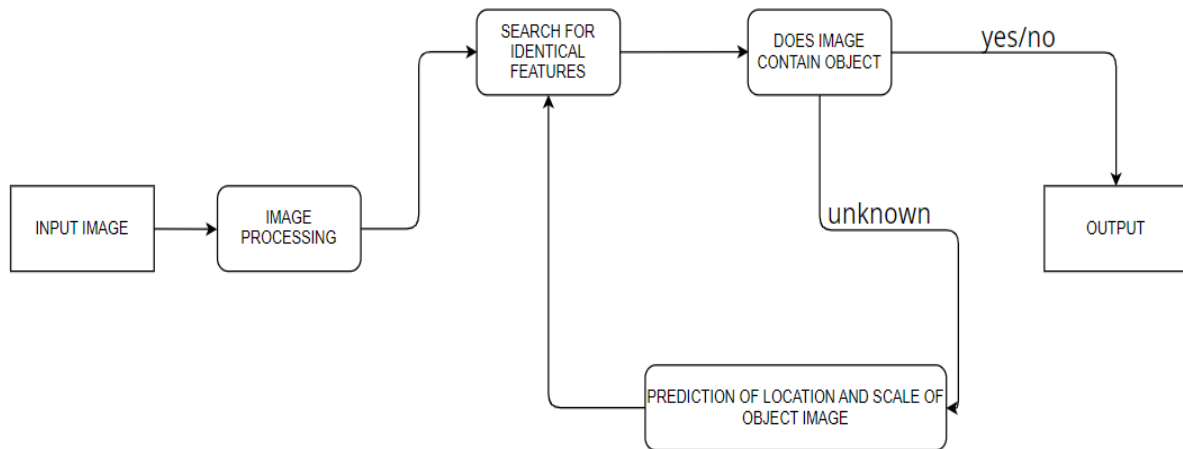 SEARCH FOR
IDENTICAL
FEATURES
DOES IMAGE
CONTAIN OBJECT
yes/no
INPUT IMAGE
IMAGE
PROCESSING
unknown
OUTPUT
PREDICTION OF LOCATION AND SCALE OF
OBJECT IMAGE